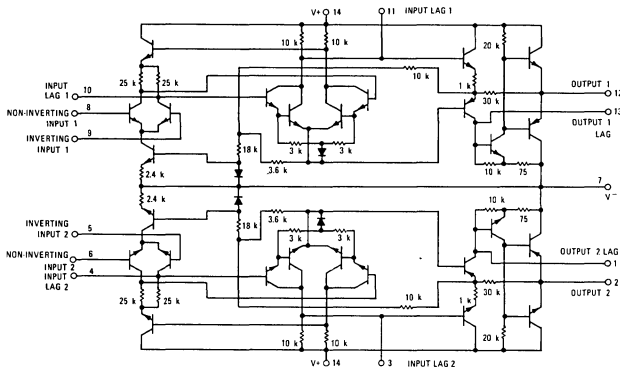 V+ 14
11 INPUT LAG 1
10 k
10 k
20 k
25 k
25 k
10 k
INPUT
LAG 1
10
1 k
30 k
OUTPUT 1
12
NON-INVERTING
INPUT 1
8
13
OUTPUT 1
LAG
INVERTING
INPUT 1
9
3 k
3 k
18 k
3.6 k
10 k
75
2.4 k
7
V−
2.4 k
INVERTING
INPUT 2
5
18 k
3.6 k
3 k
3 k
10 k
75
NON-INVERTING
INPUT 2
6
INPUT
LAG 2
4
OUTPUT 2 LAG
1
25 k
25 k
10 k
1 k
30 k
2
OUTPUT 2
10 k
10 k
20 k
V+ 14
3 INPUT LAG 2